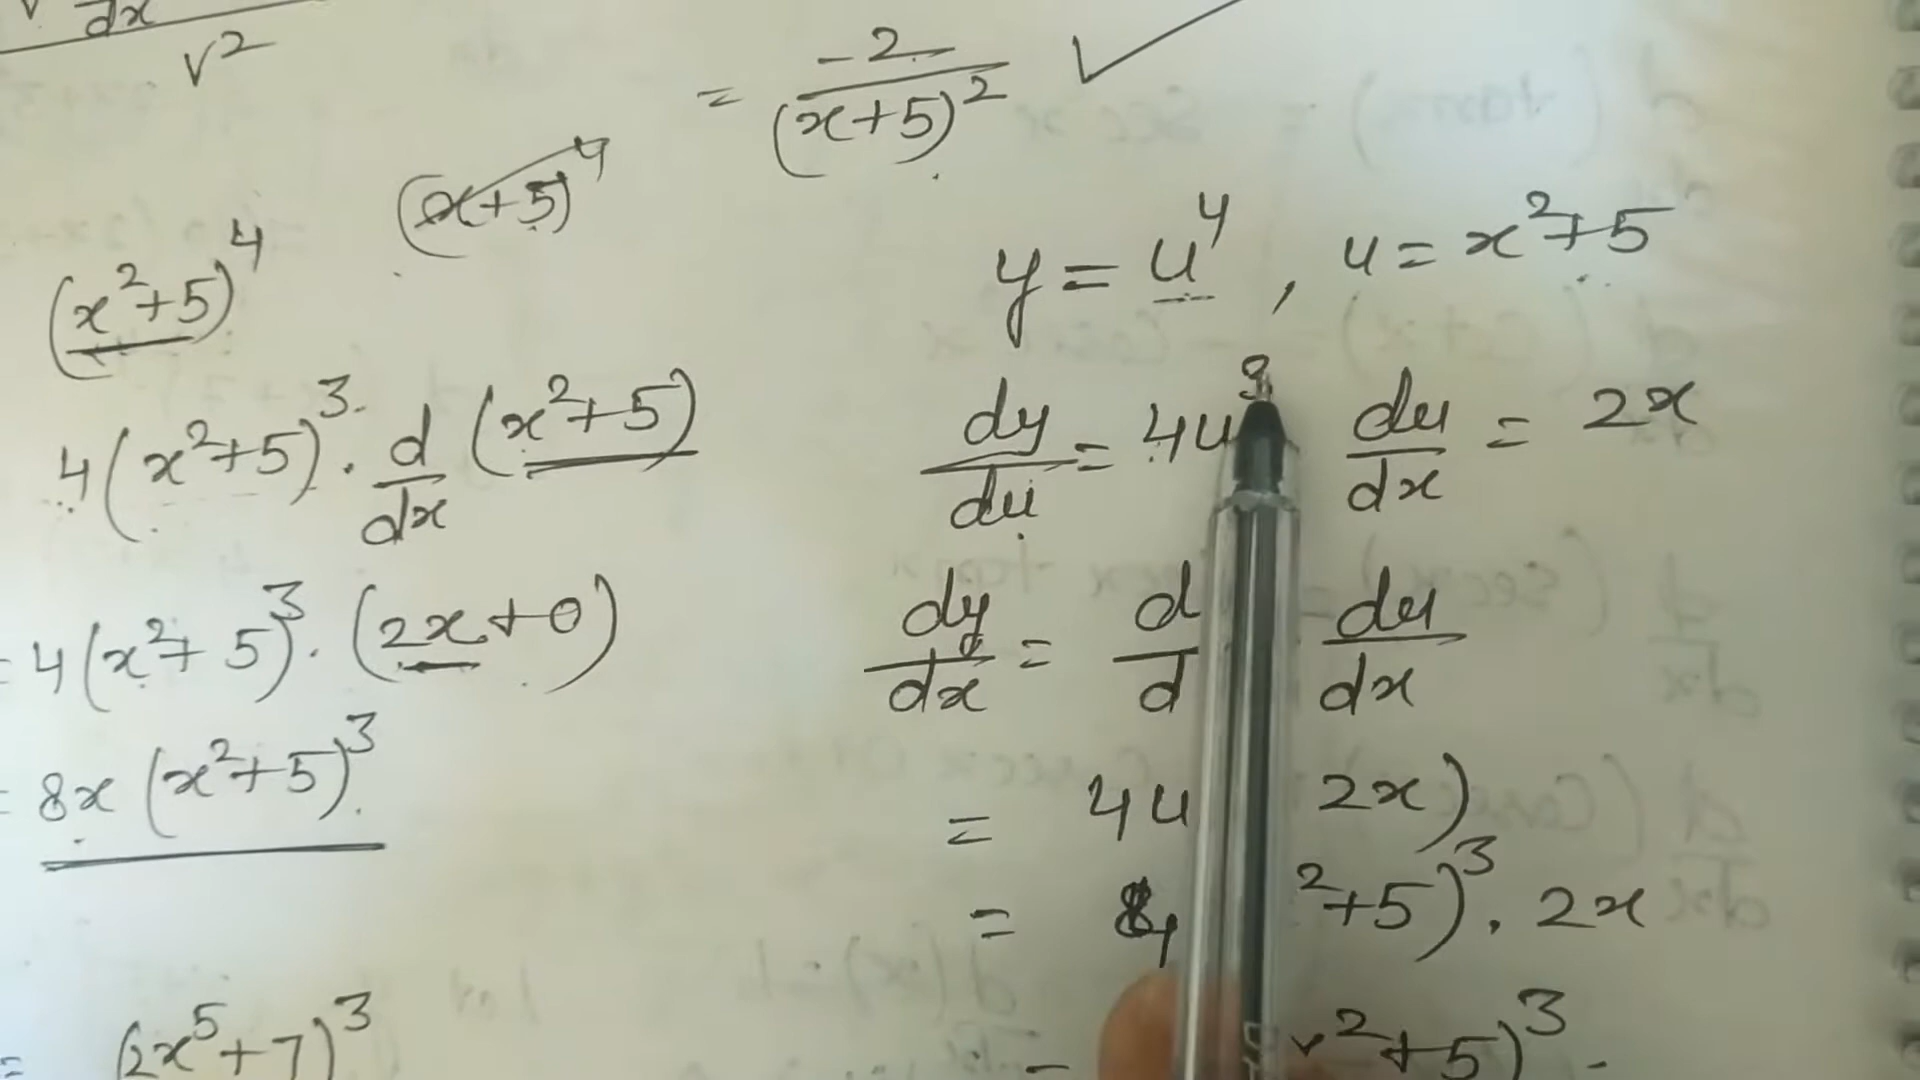 dx
v²
= -2/(x+5)²
(x+5)⁴
(x²+5)⁴
4(x²+5)³ . d/dx (x²+5)
= 4(x²+5)³ . (2x+0)
= 8x(x²+5)³
= (2x⁵+7)³
y = u⁴ , u = x²+5
dy/du = 4u³ du/dx = 2x
dy/dx = d/d du/dx
= 4u 2x)
= ²+5)³ . 2x
x²+5)³ .